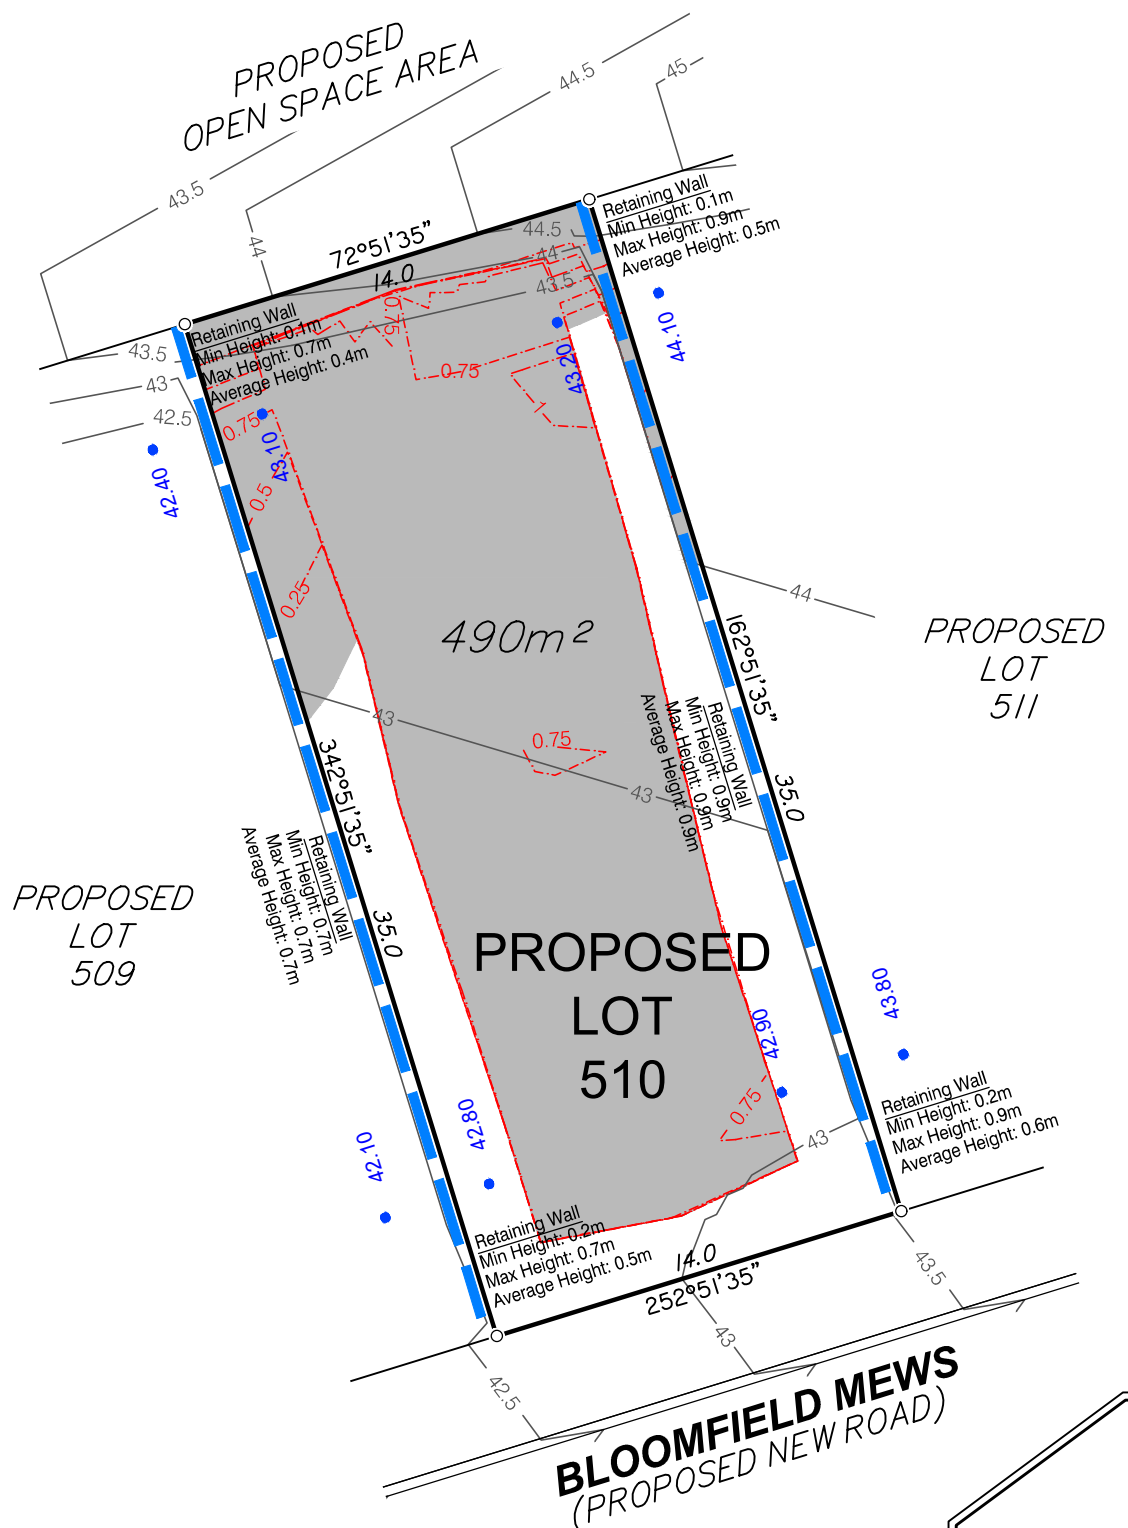 PROPOSED
OPEN SPACE AREA
44.5
45
43.5
44
72°51'35"
14.0
44.5
44
43.5
Retaining Wall
Min Height: 0.1m
Max Height: 0.9m
Average Height: 0.5m
44.10
43.20
Retaining Wall
Min Height: 0.1m
Max Height: 0.7m
Average Height: 0.4m
43.5
43
42.5
42.40
43.10
0.75
0.75
0.75
1
0.5
0.25
490m²
44
PROPOSED
LOT
511
162°51'35"
35.0
Retaining Wall
Min Height: 0.9m
Max Height: 0.9m
Average Height: 0.9m
43
0.75
43
342°51'35"
35.0
Retaining Wall
Min Height: 0.7m
Max Height: 0.7m
Average Height: 0.7m
PROPOSED
LOT
509
PROPOSED
LOT
510
43.80
42.90
0.75
43
42.10
42.80
Retaining Wall
Min Height: 0.2m
Max Height: 0.9m
Average Height: 0.6m
Retaining Wall
Min Height: 0.2m
Max Height: 0.7m
Average Height: 0.5m
14.0
252°51'35"
43.5
43
42.5
BLOOMFIELD MEWS
(PROPOSED NEW ROAD)